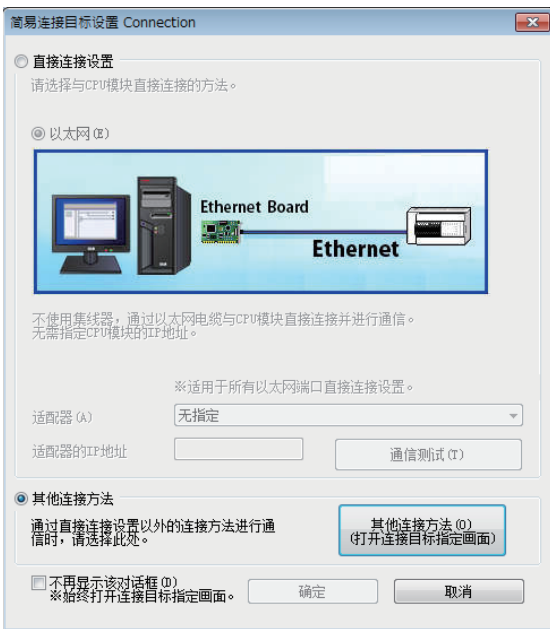 简易连接目标设置 Connection
直接连接设置
请选择与CPU模块直接连接的方法。
以太网(E)
Ethernet Board
Ethernet
不使用集线器，通过以太网电缆与CPU模块直接连接并进行通信。
无需指定CPU模块的IP地址。
※适用于所有以太网端口直接连接设置。
适配器(A)
无指定
适配器的IP地址
通信测试(T)
其他连接方法
通过直接连接设置以外的连接方法进行通
信时，请选择此处。
其他连接方法(O)
(打开连接目标指定画面)
不再显示该对话框(D)
※始终打开连接目标指定画面。
确定
取消